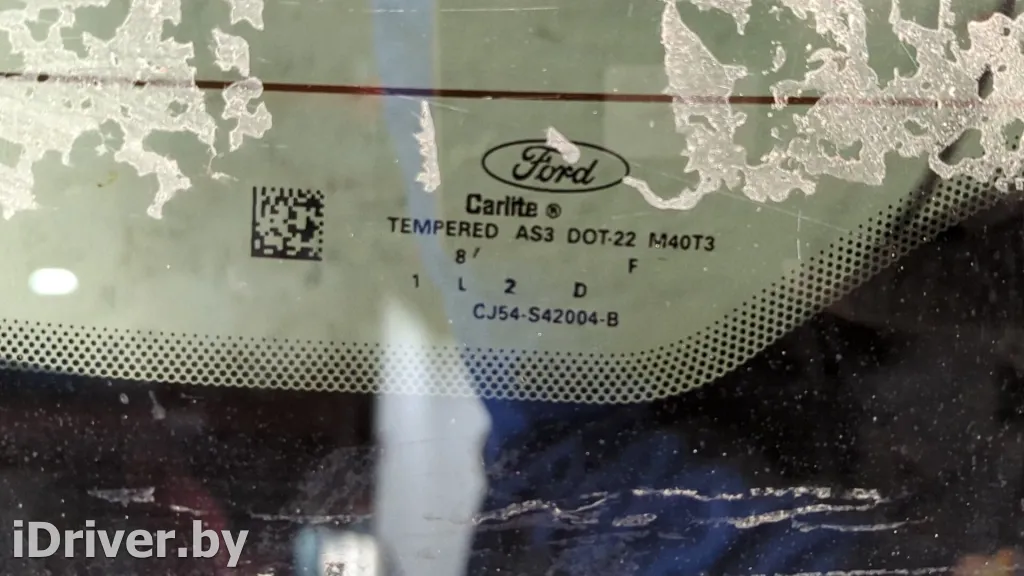 Ford
Carlite ®
TEMPERED AS3 DOT-22 M40T3
8/ F
1 L 2 D
CJ54-S42004-B
iDriver.by